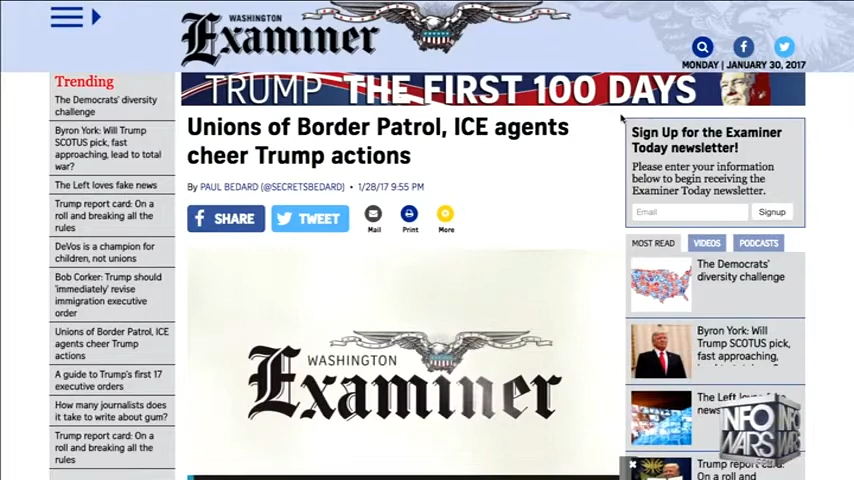 WASHINGTON
Examiner
MONDAY | JANUARY 30, 2017
Trending
The Democrats' diversity
challenge
Byron York: Will Trump
SCOTUS pick, fast
approaching, lead to total
war?
The Left loves fake news
Trump report card: On a
roll and breaking all the
rules
DeVos is a champion for
children, not unions
Bob Corker: Trump should
'immediately' revise
immigration executive
order
Unions of Border Patrol, ICE
agents cheer Trump
actions
A guide to Trump's first 17
executive orders
How many journalists does
it take to write about gum?
Trump report card: On a
roll and breaking all the
rules
TRUMP THE FIRST 100 DAYS
Unions of Border Patrol, ICE agents
cheer Trump actions
By PAUL BEDARD (@SECRETSBEDARD) • 1/28/17 9:55 PM
f SHARE
TWEET
Mail
Print
More
WASHINGTON
Examiner
Sign Up for the Examiner
Today newsletter!
Please enter your information
below to begin receiving the
Examiner Today newsletter.
Email
Signup
MOST READ
VIDEOS
PODCASTS
The Democrats'
diversity challenge
Byron York: Will
Trump SCOTUS pick,
fast approaching,
The Left
news
Trump report card:
On a roll and
INFO
WARS